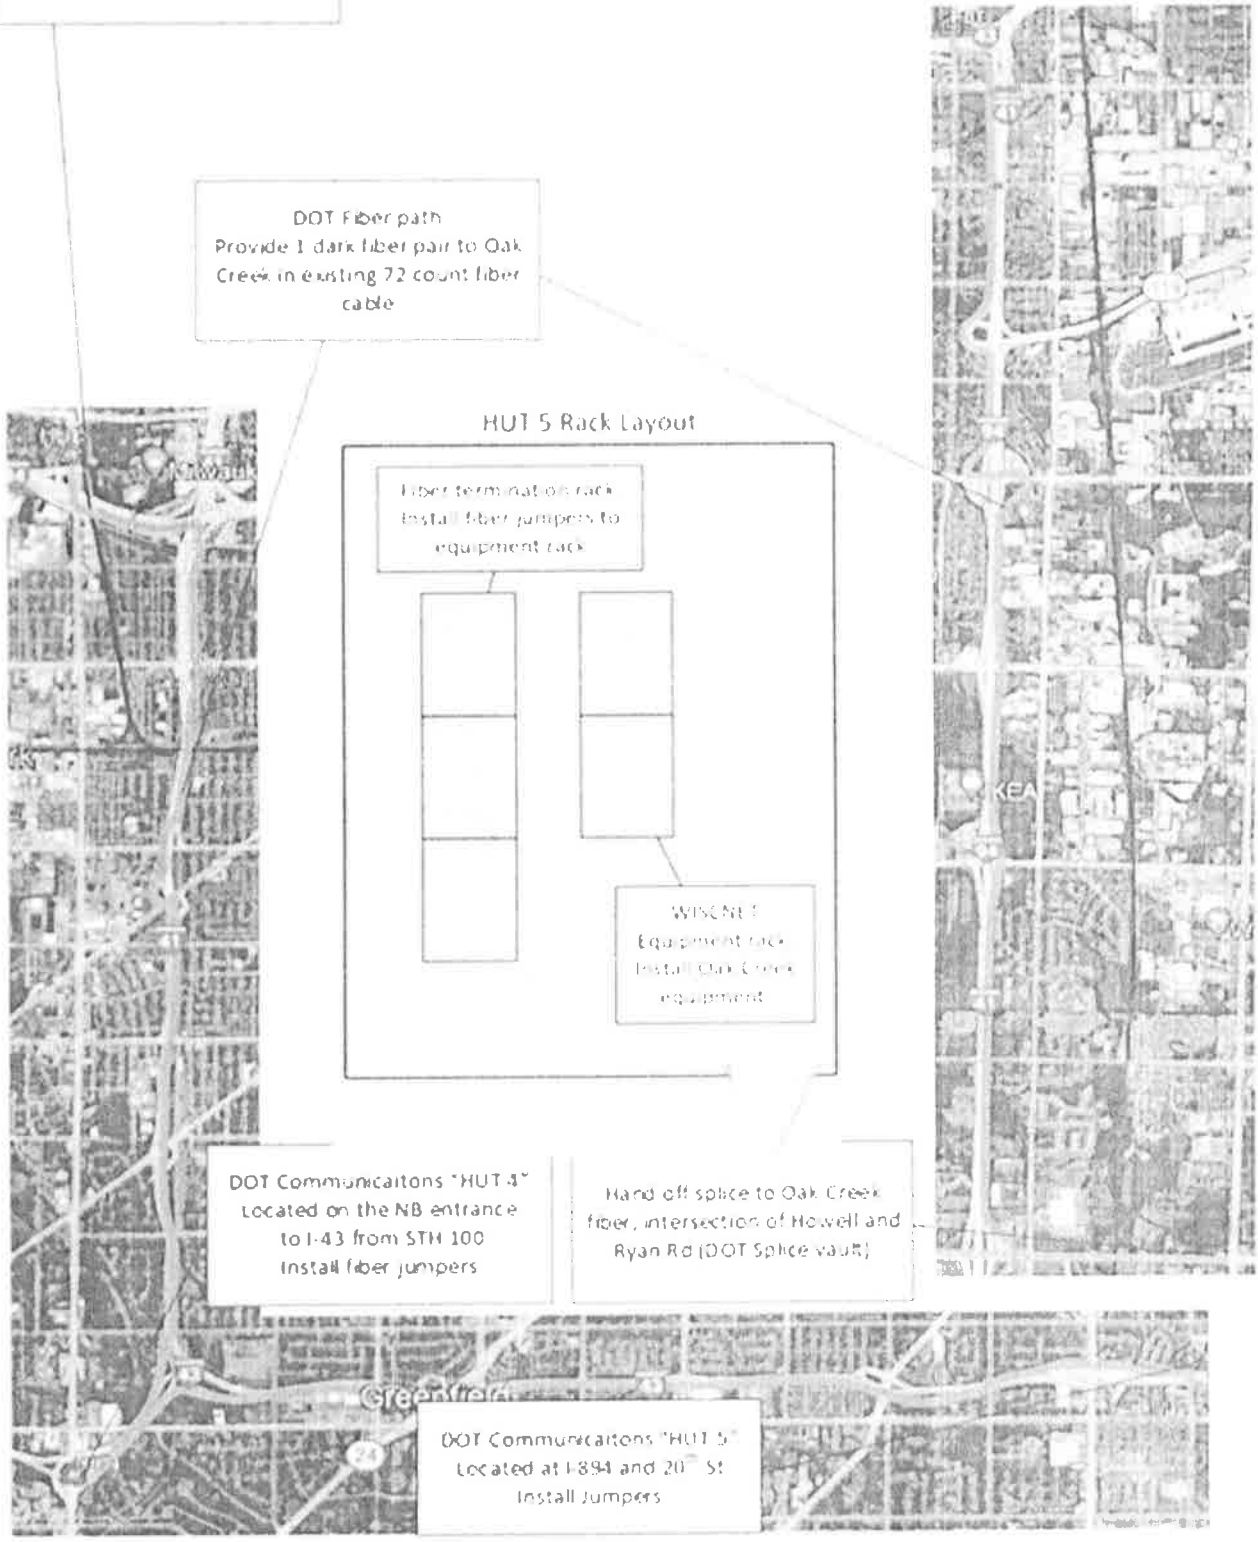 DOT Fiber path
Provide 1 dark fiber pair to Oak
Creek in existing 72 count fiber
cable
HUT 5 Rack Layout
Fiber termination rack
Install fiber jumpers to
equipment rack
WISCNET
Equipment rack
Install Oak Creek
equipment
KEA
DOT Communicaitons "HUT 4"
Located on the NB entrance
to I-43 from STH 100
Install fiber jumpers
Hand off splice to Oak Creek
fiber, intersection of Howell and
Ryan Rd (DOT Splice vault)
Greenfield
24
DOT Communicaitons "HUT 5"
Located at I-894 and 20th St
Install Jumpers